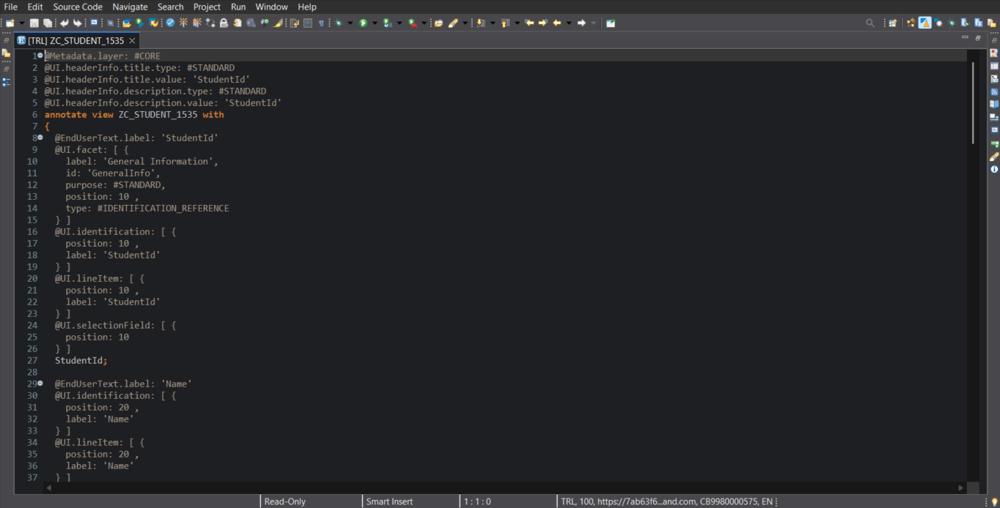 File Edit Source Code Navigate Search Project Run Window Help
[TRL] ZC_STUDENT_1535
1 @Metadata.layer: #CORE
2 @UI.headerInfo.title.type: #STANDARD
3 @UI.headerInfo.title.value: 'StudentId'
4 @UI.headerInfo.description.type: #STANDARD
5 @UI.headerInfo.description.value: 'StudentId'
6 annotate view ZC_STUDENT_1535 with
7 {
8 @EndUserText.label: 'StudentId'
9 @UI.facet: [ {
10 label: 'General Information',
11 id: 'GeneralInfo',
12 purpose: #STANDARD,
13 position: 10 ,
14 type: #IDENTIFICATION_REFERENCE
15 } ]
16 @UI.identification: [ {
17 position: 10 ,
18 label: 'StudentId'
19 } ]
20 @UI.lineItem: [ {
21 position: 10 ,
22 label: 'StudentId'
23 } ]
24 @UI.selectionField: [ {
25 position: 10
26 } ]
27 StudentId;
28
29 @EndUserText.label: 'Name'
30 @UI.identification: [ {
31 position: 20 ,
32 label: 'Name'
33 } ]
34 @UI.lineItem: [ {
35 position: 20 ,
36 label: 'Name'
37 } ]
Read-Only Smart Insert 1 : 1 : 0 TRL, 100, https://7ab63f6...and.com, CB9980000575, EN